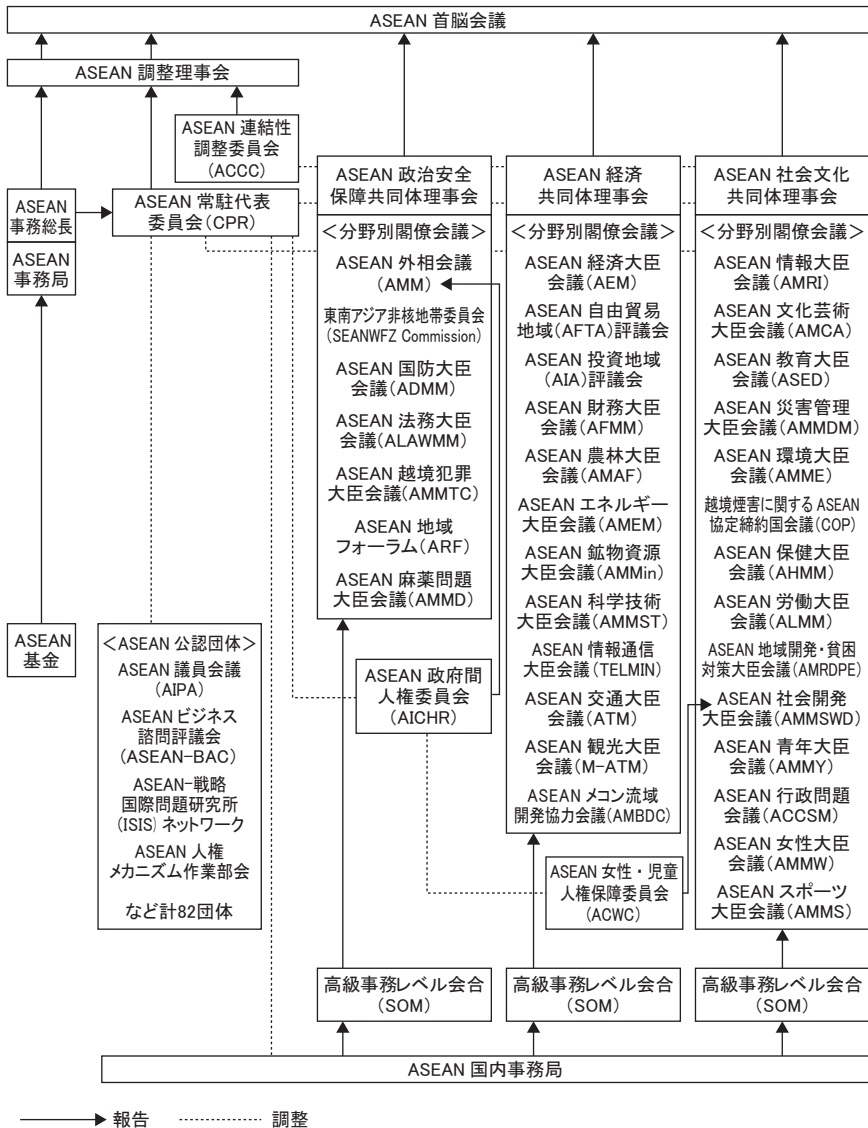 ASEAN 首脳会議
ASEAN 調整理事会
ASEAN 連結性
調整委員会
(ACCC)
ASEAN
事務総長
ASEAN
事務局
ASEAN 常駐代表
委員会(CPR)
ASEAN 政治安全
保障共同体理事会
<分野別閣僚会議>
ASEAN 外相会議
(AMM)
東南アジア非核地帯委員会
(SEANWFZ Commission)
ASEAN 国防大臣
会議(ADMM)
ASEAN 法務大臣
会議(ALAWMM)
ASEAN 越境犯罪
大臣会議(AMMTC)
ASEAN 地域
フォーラム(ARF)
ASEAN 麻薬問題
大臣会議(AMMD)
ASEAN 経済
共同体理事会
<分野別閣僚会議>
ASEAN 経済大臣
会議(AEM)
ASEAN 自由貿易
地域(AFTA)評議会
ASEAN 投資地域
(AIA)評議会
ASEAN 財務大臣
会議(AFMM)
ASEAN 農林大臣
会議(AMAF)
ASEAN エネルギー
大臣会議(AMEM)
ASEAN 鉱物資源
大臣会議(AMMin)
ASEAN 科学技術
大臣会議(AMMST)
ASEAN 情報通信
大臣会議(TELMIN)
ASEAN 交通大臣
会議(ATM)
ASEAN 観光大臣
会議(M-ATM)
ASEAN メコン流域
開発協力会議(AMBDC)
ASEAN 社会文化
共同体理事会
<分野別閣僚会議>
ASEAN 情報大臣
会議(AMRI)
ASEAN 文化芸術
大臣会議(AMCA)
ASEAN 教育大臣
会議(ASED)
ASEAN 災害管理
大臣会議(AMMDM)
ASEAN 環境大臣
会議(AMME)
越境煙害に関する ASEAN
協定締約国会議(COP)
ASEAN 保健大臣
会議(AHMM)
ASEAN 労働大臣
会議(ALMM)
ASEAN 地域開発・貧困
対策大臣会議(AMRDPE)
ASEAN 社会開発
大臣会議(AMMSWD)
ASEAN 青年大臣
会議(AMMY)
ASEAN 行政問題
会議(ACCSM)
ASEAN 女性大臣
会議(AMMW)
ASEAN スポーツ
大臣会議(AMMS)
ASEAN
基金
<ASEAN 公認団体>
ASEAN 議員会議
(AIPA)
ASEAN ビジネス
諮問評議会
(ASEAN-BAC)
ASEAN-戦略
国際問題研究所
(ISIS) ネットワーク
ASEAN 人権
メカニズム作業部会
など計82団体
ASEAN 政府間
人権委員会
(AICHR)
ASEAN 女性・児童
人権保障委員会
(ACWC)
高級事務レベル会合
(SOM)
高級事務レベル会合
(SOM)
高級事務レベル会合
(SOM)
ASEAN 国内事務局
報告 調整